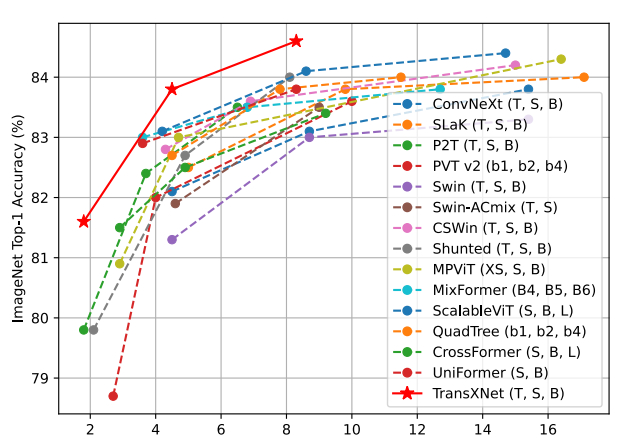 84
83
82
81
80
79
ImageNet Top-1 Accuracy (%)
2 4 6 8 10 12 14 16
ConvNeXt (T, S, B)
SLaK (T, S, B)
P2T (T, S, B)
PVT v2 (b1, b2, b4)
Swin (T, S, B)
Swin-ACmix (T, S)
CSWin (T, S, B)
Shunted (T, S, B)
MPViT (XS, S, B)
MixFormer (B4, B5, B6)
ScalableViT (S, B, L)
QuadTree (b1, b2, b4)
CrossFormer (S, B, L)
UniFormer (S, B)
TransXNet (T, S, B)